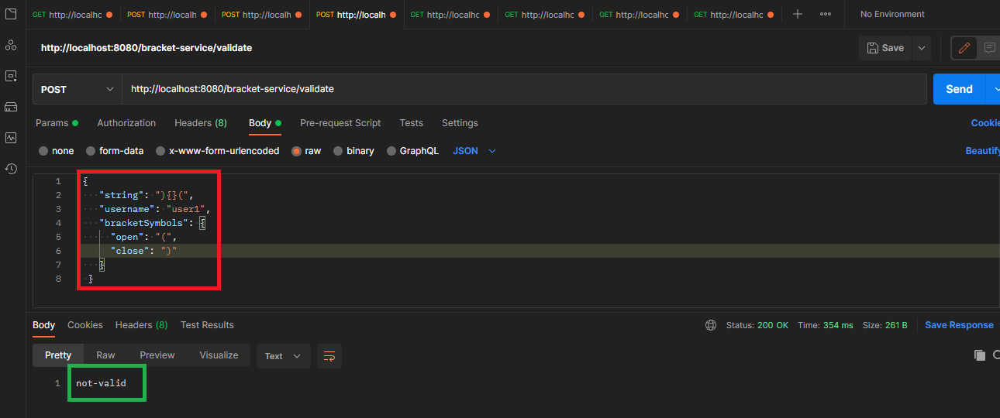 GET http://localhc POST http://localhc POST http://localhc POST http://localh GET http://localhc GET http://localhc GET http://localhc GET http://localhc No Environment
http://localhost:8080/bracket-service/validate Save
POST http://localhost:8080/bracket-service/validate Send
Params Authorization Headers (8) Body Pre-request Script Tests Settings Cookie
none form-data x-www-form-urlencoded raw binary GraphQL JSON Beautify
1 {
2 "string": "){}(",
3 "username": "user1",
4 "bracketSymbols": {
5 "open": "(",
6 "close": ")"
7 }
8 }
Body Cookies Headers (8) Test Results Status: 200 OK Time: 354 ms Size: 261 B Save Response
Pretty Raw Preview Visualize Text
1 not-valid